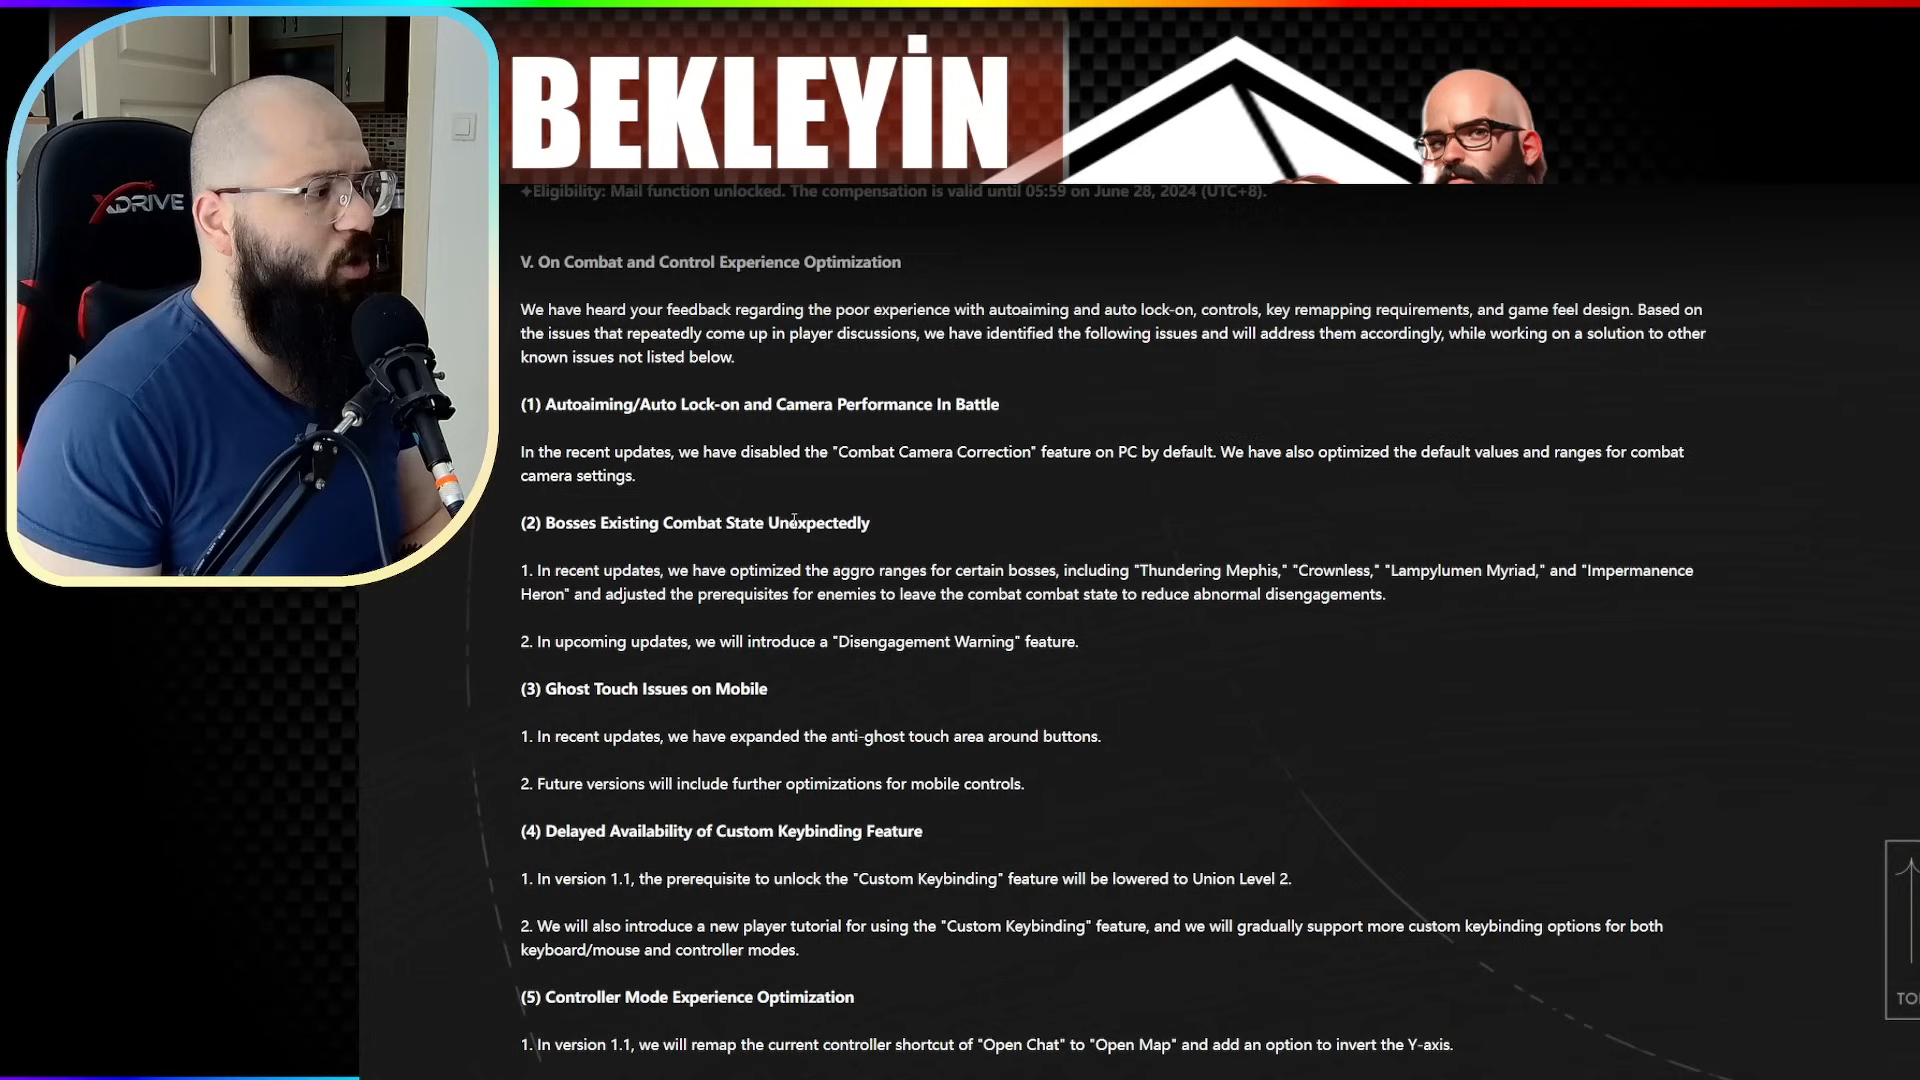 BEKLEYİN
XDRIVE
✦Eligibility: Mail function unlocked. The compensation is valid until 05:59 on June 28, 2024 (UTC+8).
V. On Combat and Control Experience Optimization
We have heard your feedback regarding the poor experience with autoaiming and auto lock-on, controls, key remapping requirements, and game feel design. Based on
the issues that repeatedly come up in player discussions, we have identified the following issues and will address them accordingly, while working on a solution to other
known issues not listed below.
(1) Autoaiming/Auto Lock-on and Camera Performance In Battle
In the recent updates, we have disabled the "Combat Camera Correction" feature on PC by default. We have also optimized the default values and ranges for combat
camera settings.
(2) Bosses Existing Combat State Unexpectedly
1. In recent updates, we have optimized the aggro ranges for certain bosses, including "Thundering Mephis," "Crownless," "Lampylumen Myriad," and "Impermanence
Heron" and adjusted the prerequisites for enemies to leave the combat combat state to reduce abnormal disengagements.
2. In upcoming updates, we will introduce a "Disengagement Warning" feature.
(3) Ghost Touch Issues on Mobile
1. In recent updates, we have expanded the anti-ghost touch area around buttons.
2. Future versions will include further optimizations for mobile controls.
(4) Delayed Availability of Custom Keybinding Feature
1. In version 1.1, the prerequisite to unlock the "Custom Keybinding" feature will be lowered to Union Level 2.
2. We will also introduce a new player tutorial for using the "Custom Keybinding" feature, and we will gradually support more custom keybinding options for both
keyboard/mouse and controller modes.
(5) Controller Mode Experience Optimization
1. In version 1.1, we will remap the current controller shortcut of "Open Chat" to "Open Map" and add an option to invert the Y-axis.